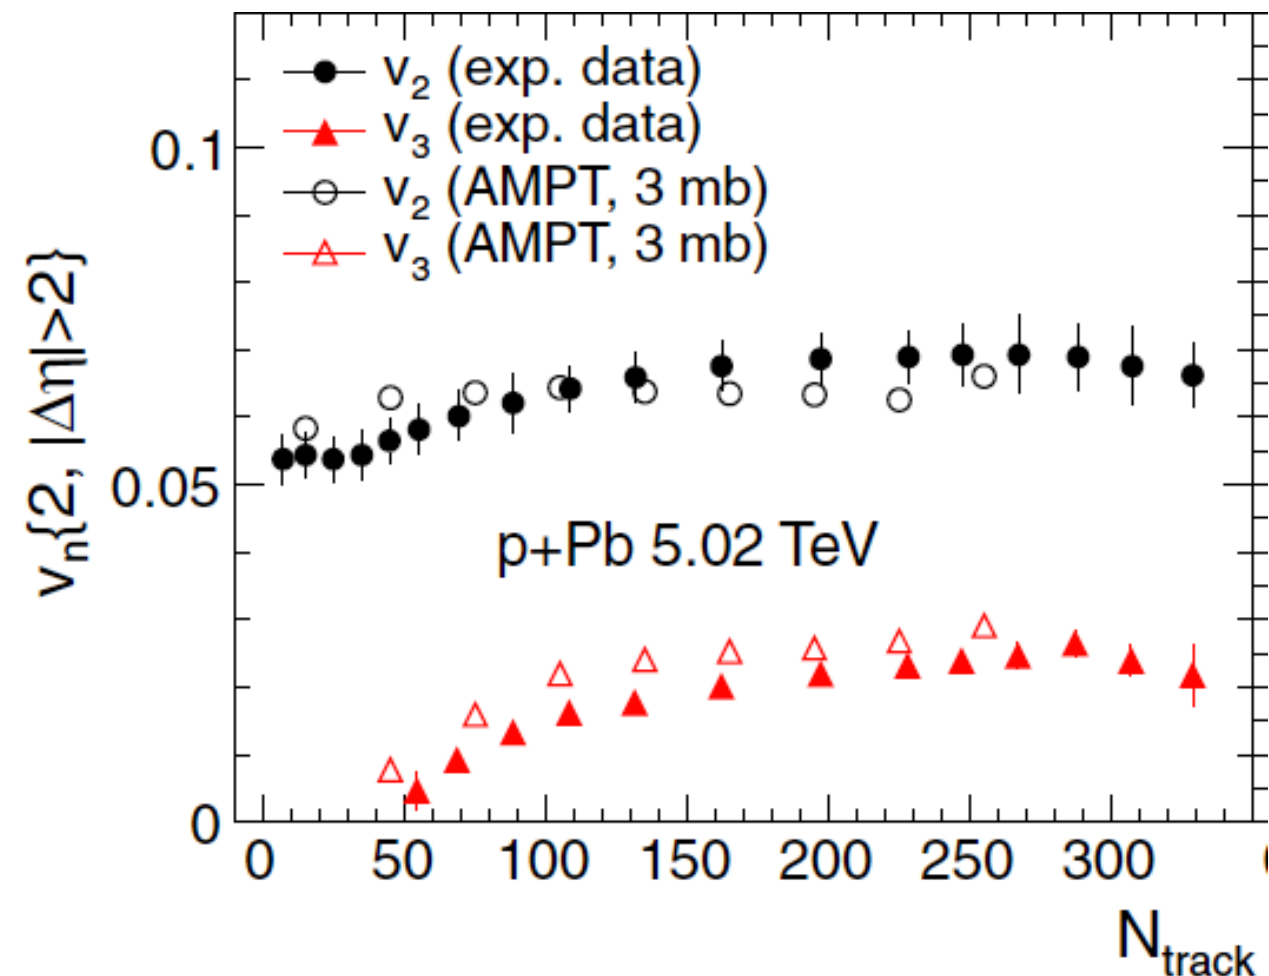 v2 (exp. data)
v3 (exp. data)
v2 (AMPT, 3 mb)
v3 (AMPT, 3 mb)
0.1
0.05
0
vn{2, |Δη|>2}
p+Pb 5.02 TeV
0 50 100 150 200 250 300
Ntrack